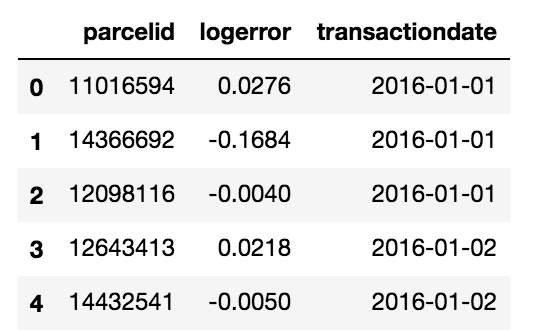 parcelid logerror transactiondate
0 11016594 0.0276 2016-01-01
1 14366692 -0.1684 2016-01-01
2 12098116 -0.0040 2016-01-01
3 12643413 0.0218 2016-01-02
4 14432541 -0.0050 2016-01-02